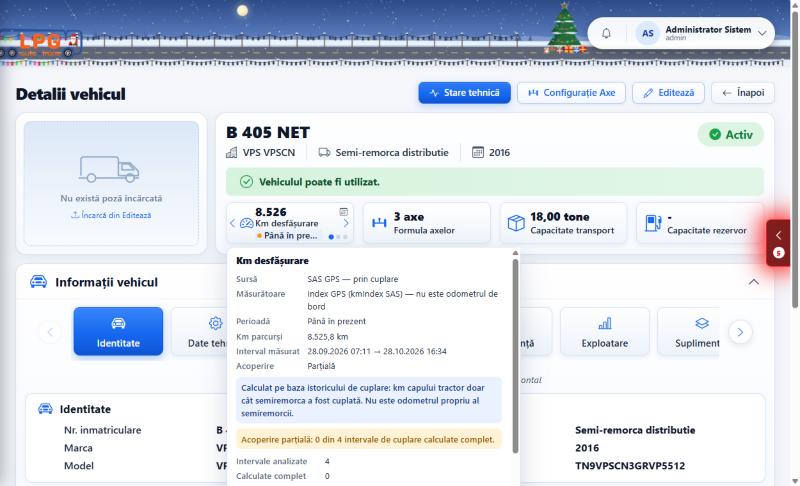 LPG
AS
Administrator Sistem
admin
Detalii vehicul
Stare tehnică
Configurație Axe
Editează
Înapoi
Nu există poză încărcată
Încarcă din Editează
B 405 NET
Activ
VPS VPSCN
Semi-remorca distributie
2016
Vehiculul poate fi utilizat.
8.526
Km desfășurare
Până în pre...
3 axe
Formula axelor
18,00 tone
Capacitate transport
-
Capacitate rezervor
5
Informații vehicul
Identitate
Date teh
nță
Exploatare
Supliment
ontal
Km desfășurare
Sursă SAS GPS — prin cuplare
Măsurătoare Index GPS (kmIndex SAS) — nu este odometrul de
bord
Perioadă Până în prezent
Km parcurși 8.525,8 km
Interval măsurat 28.09.2026 07:11 → 28.10.2026 16:34
Acoperire Parțială
Calculat pe baza istoricului de cuplare: km capului tractor doar
cât semiremorca a fost cuplată. Nu este odometrul propriu al
semiremorcii.
Acoperire parțială: 0 din 4 intervale de cuplare calculate complet.
Intervale analizate 4
Calculate complet 0
Identitate
Nr. inmatriculare B
Semi-remorca distributie
Marca
2016
Model
TN9VPSCN3GRVP5512